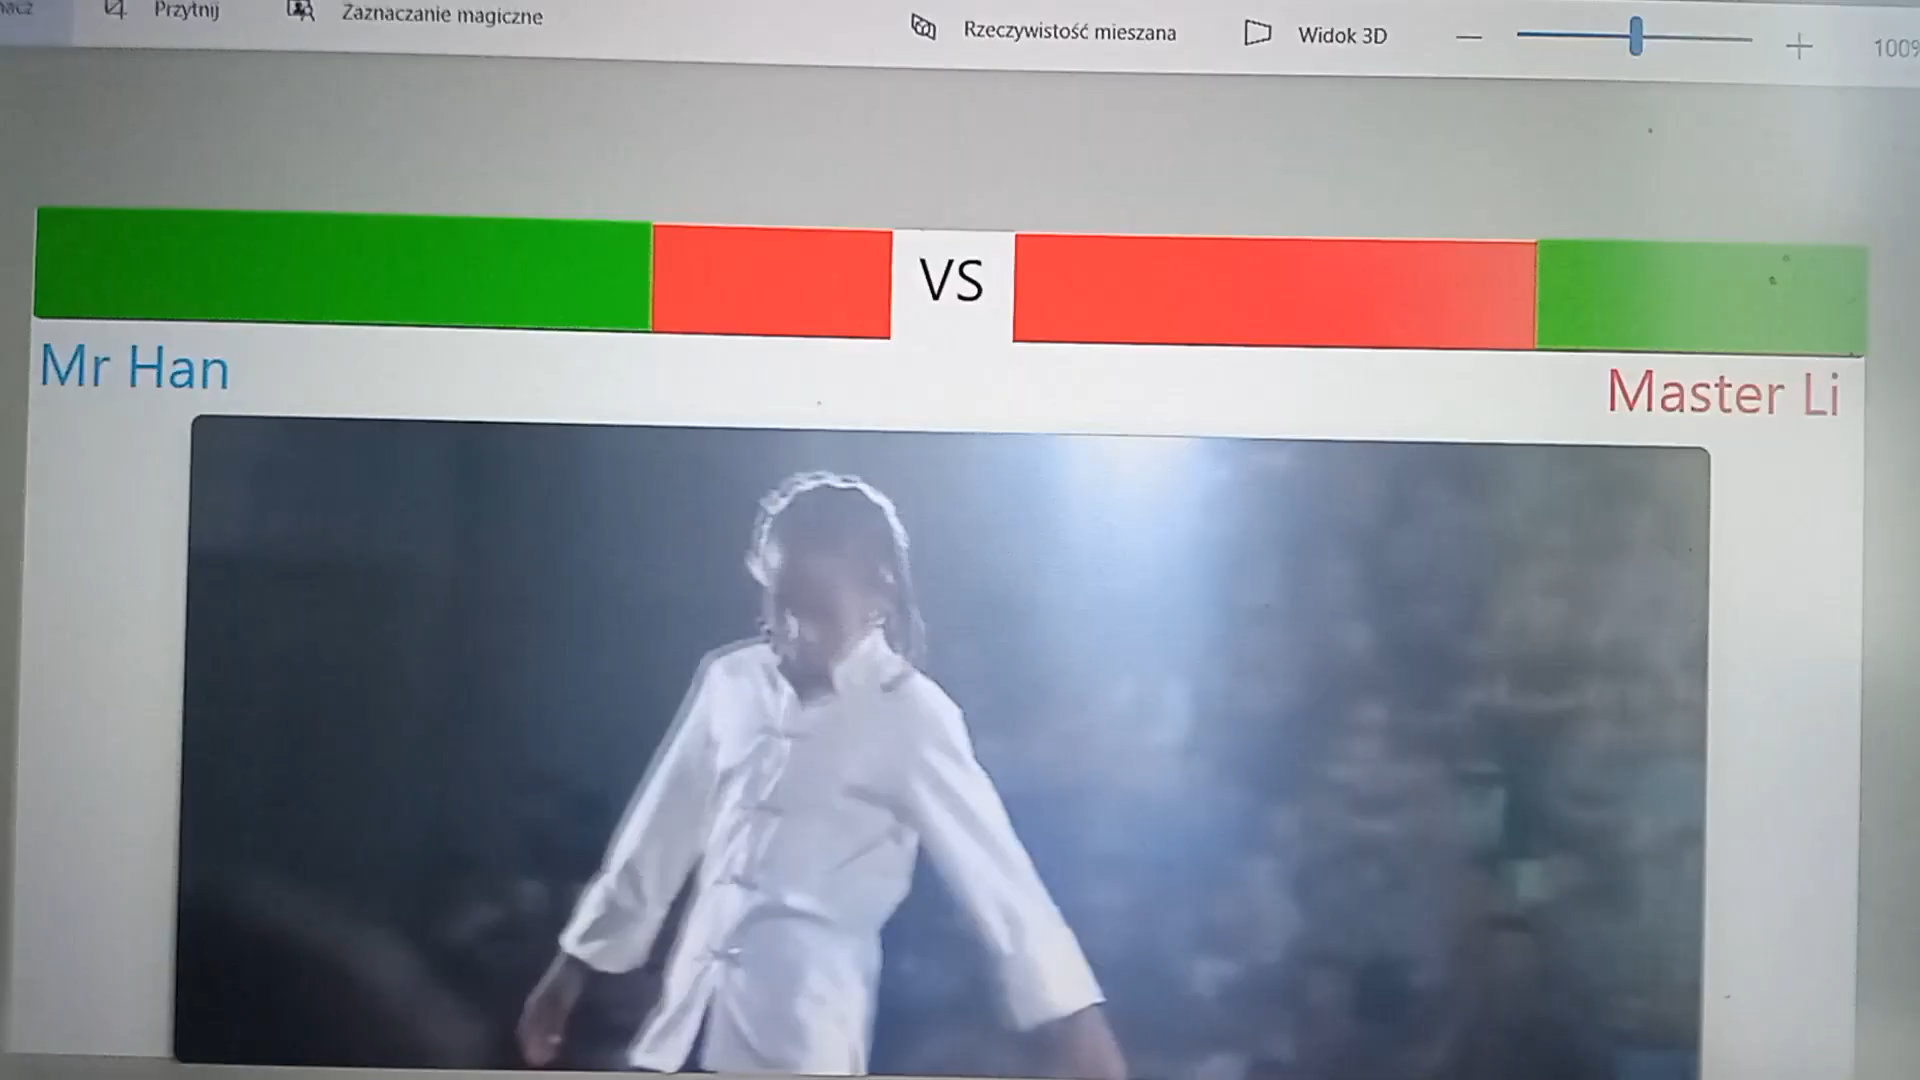 Przytnij
Zaznaczanie magiczne
Rzeczywistość mieszana
Widok 3D
VS
Mr Han
Master Li